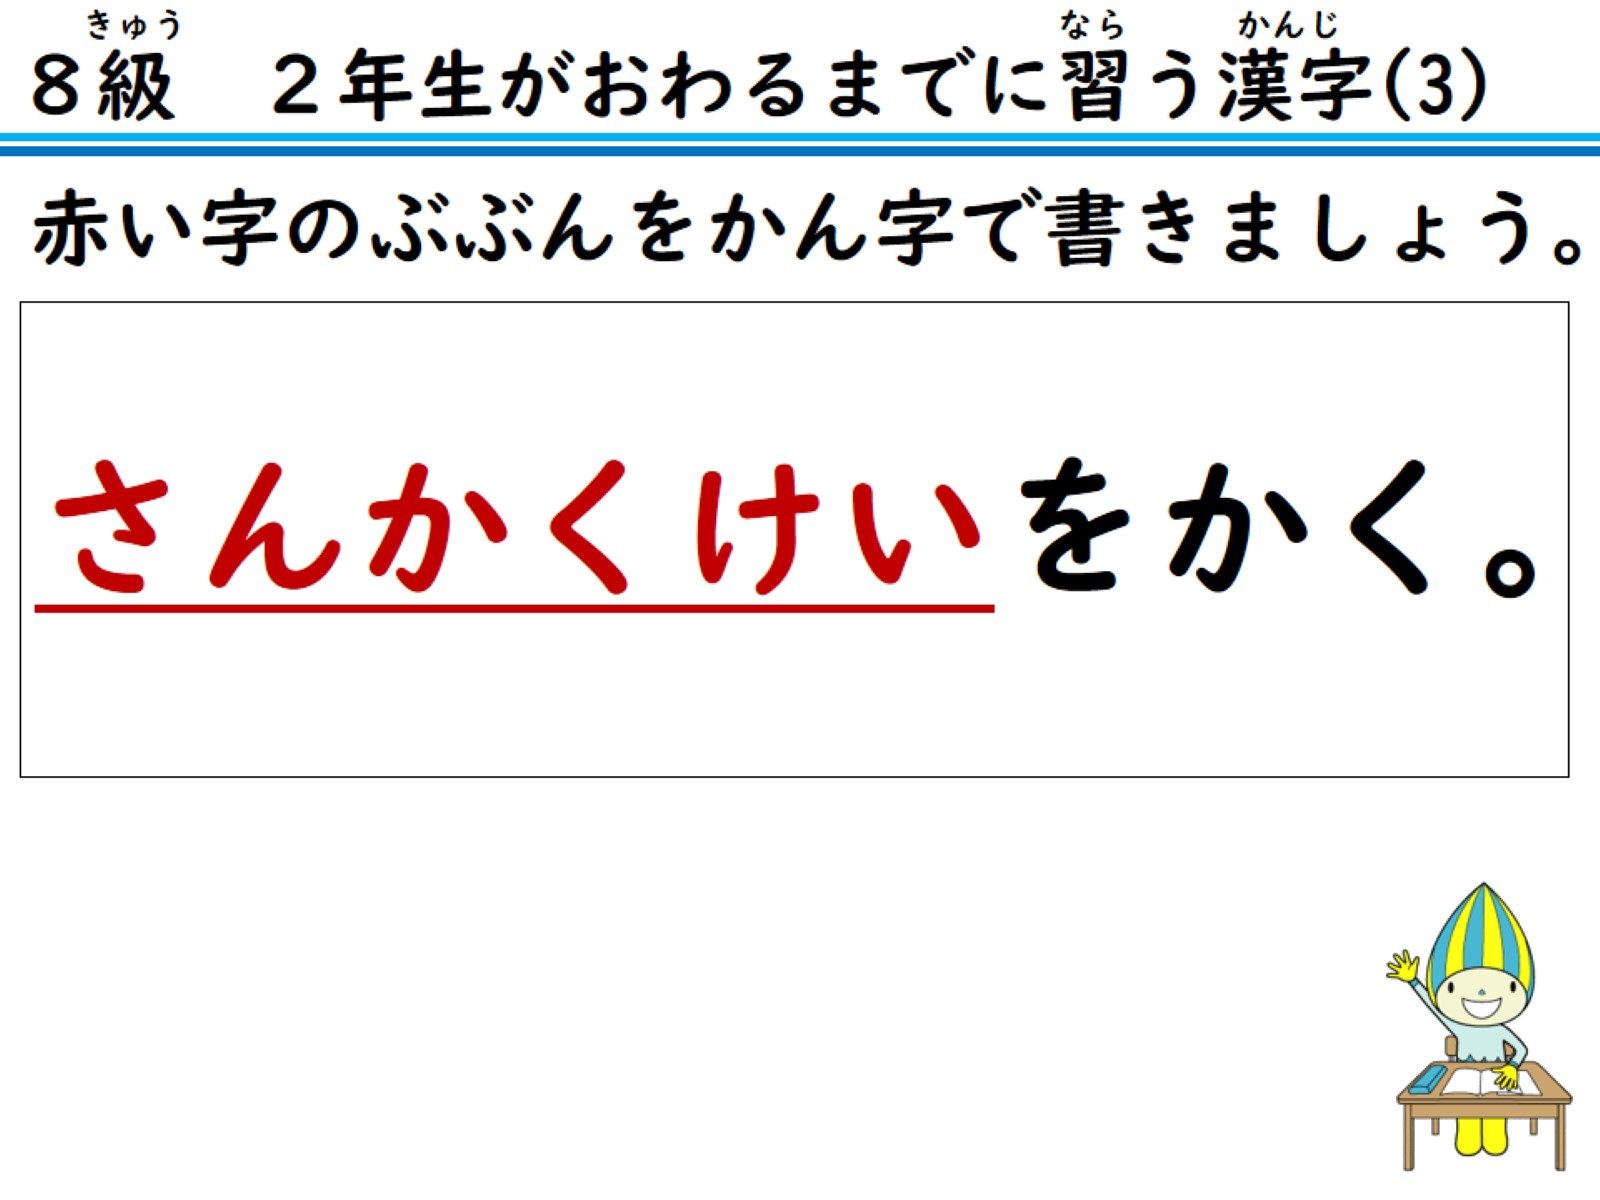 きゅう なら かんじ
8級　２年生がおわるまでに習う漢字(3)
赤い字のぶぶんをかん字で書きましょう。
さんかくけいをかく。